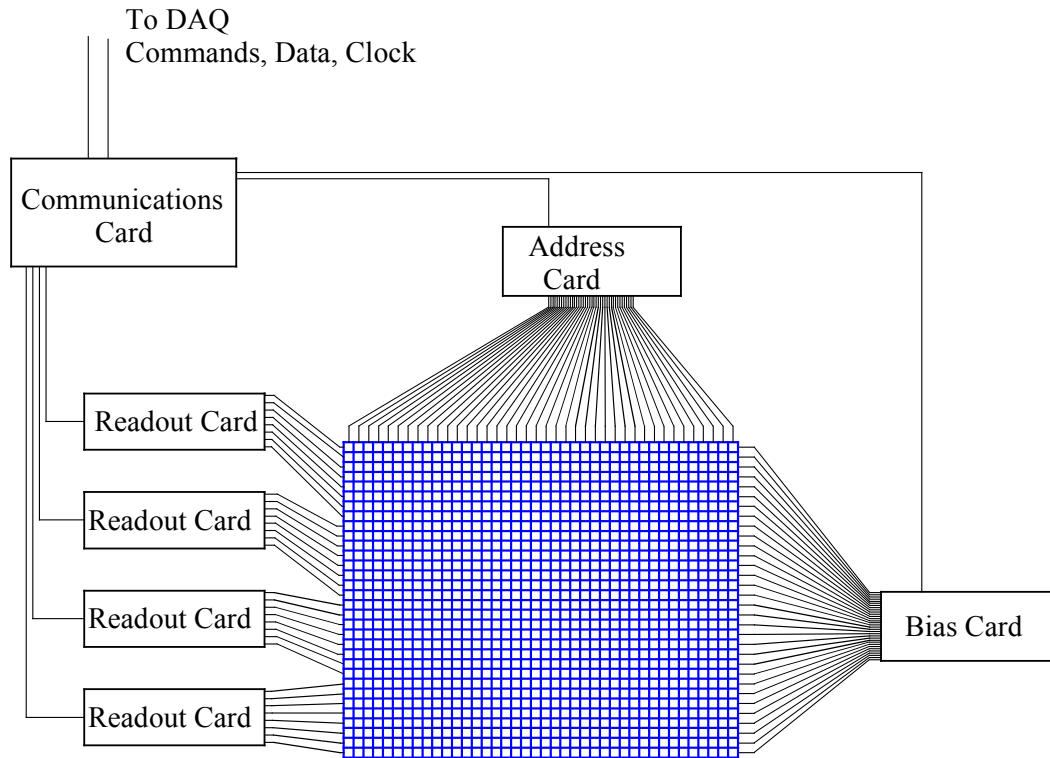 To DAQ
Commands, Data, Clock
Communications
Card
Address
Card
Readout Card
Readout Card
Readout Card
Readout Card
Bias Card